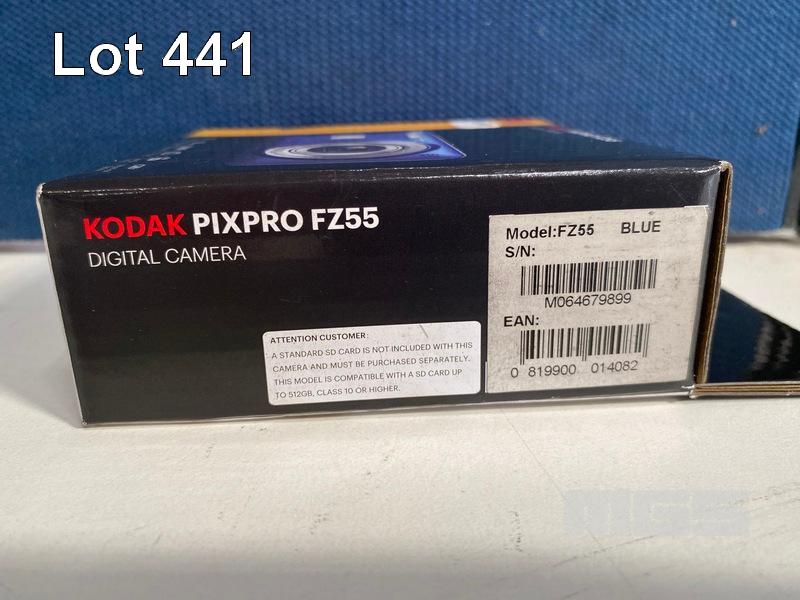 Lot 441
KODAK PIXPRO FZ55
DIGITAL CAMERA
Model:FZ55 BLUE
S/N:
M064679899
EAN:
0 819900 014082
ATTENTION CUSTOMER:
A STANDARD SD CARD IS NOT INCLUDED WITH THIS
CAMERA AND MUST BE PURCHASED SEPARATELY.
THIS MODEL IS COMPATIBLE WITH A SD CARD UP
TO 512GB, CLASS 10 OR HIGHER.
MGS